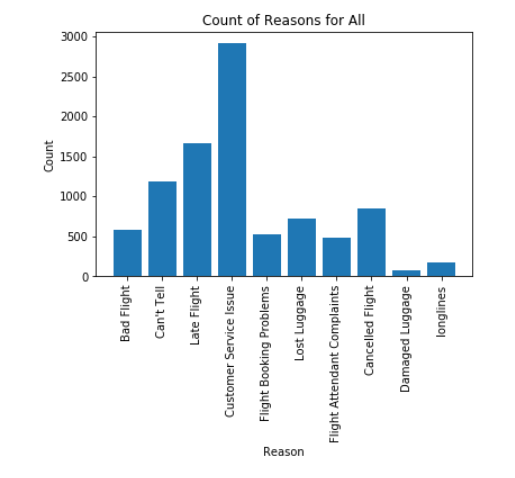 Count of Reasons for All
3000
2500
2000
1500
1000
500
0
Count
Bad Flight
Can't Tell
Late Flight
Customer Service Issue
Flight Booking Problems
Lost Luggage
Flight Attendant Complaints
Cancelled Flight
Damaged Luggage
longlines
Reason